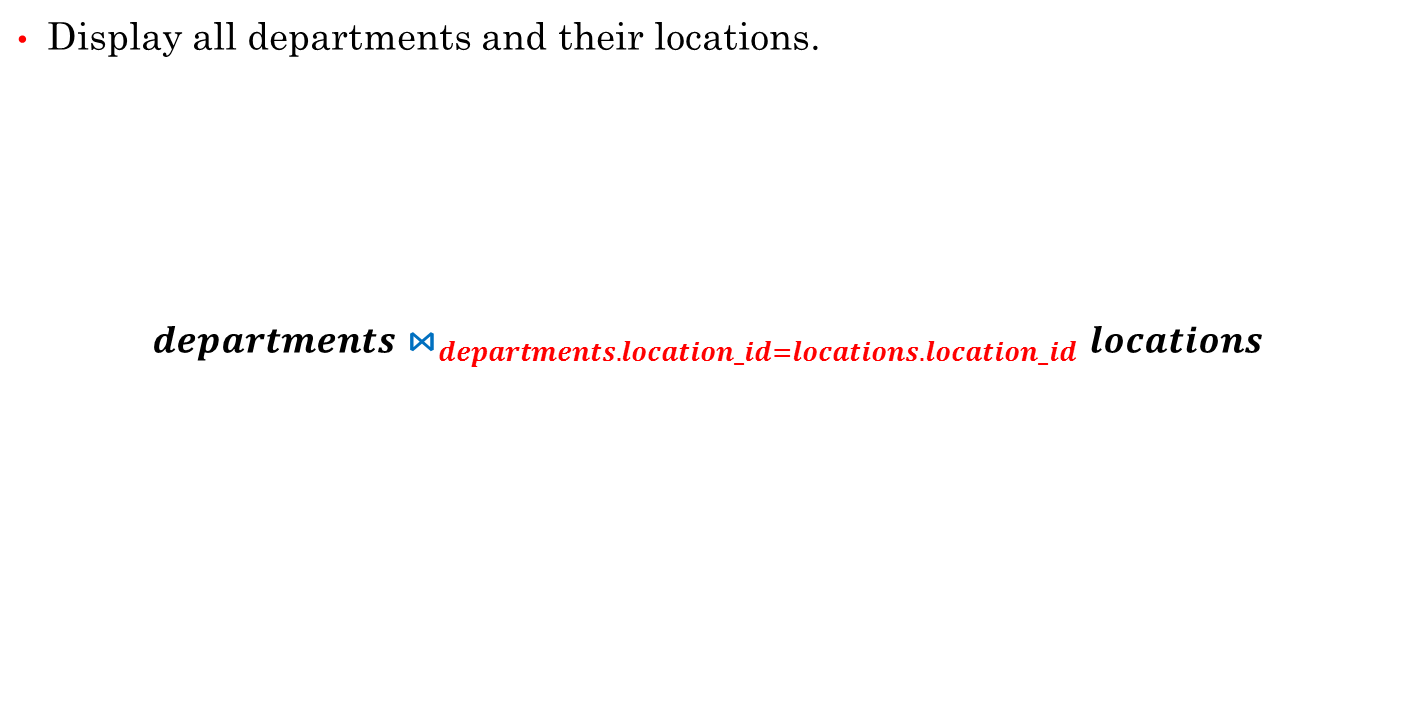 • Display all departments and their locations.
departments ⋈departments.location_id=locations.location_id locations